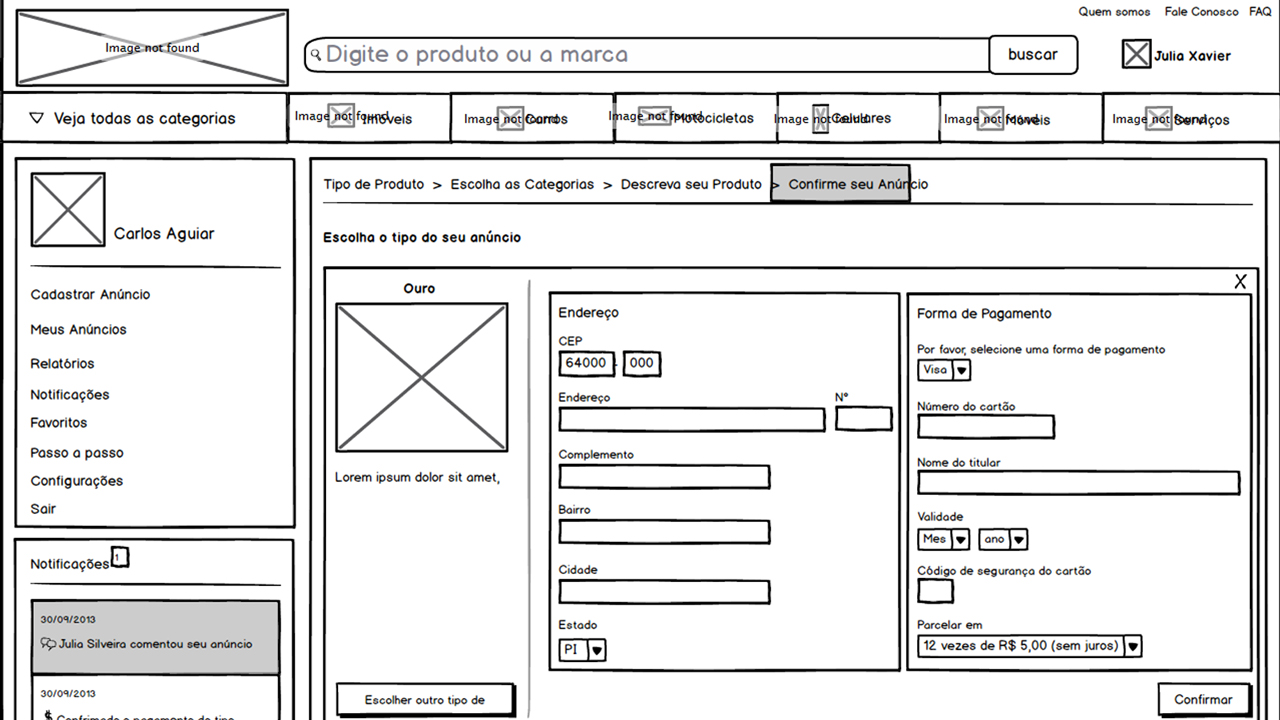 Quem somos Fale Conosco FAQ
Image not found
Digite o produto ou a marca
buscar
Julia Xavier
Veja todas as categorias
Image not found Imóveis
Image not found Carros
Image not found Motocicletas
Image not found Celulares
Image not found Móveis
Image not found Serviços
Carlos Aguiar
Cadastrar Anúncio
Meus Anúncios
Relatórios
Notificações
Favoritos
Passo a passo
Configurações
Sair
Notificações 1
30/09/2013
Julia Silveira comentou seu anúncio
30/09/2013
$ Confirmado o pagamento do tipo
Tipo de Produto > Escolha as Categorias > Descreva seu Produto > Confirme seu Anúncio
Escolha o tipo do seu anúncio
X
Ouro
Lorem ipsum dolor sit amet,
Escolher outro tipo de
Endereço
CEP
64000 - 000
Endereço Nº
Complemento
Bairro
Cidade
Estado
PI
Forma de Pagamento
Por favor, selecione uma forma de pagamento
Visa
Número do cartão
Nome do titular
Validade
Mes ano
Código de segurança do cartão
Parcelar em
12 vezes de R$ 5,00 (sem juros)
Confirmar